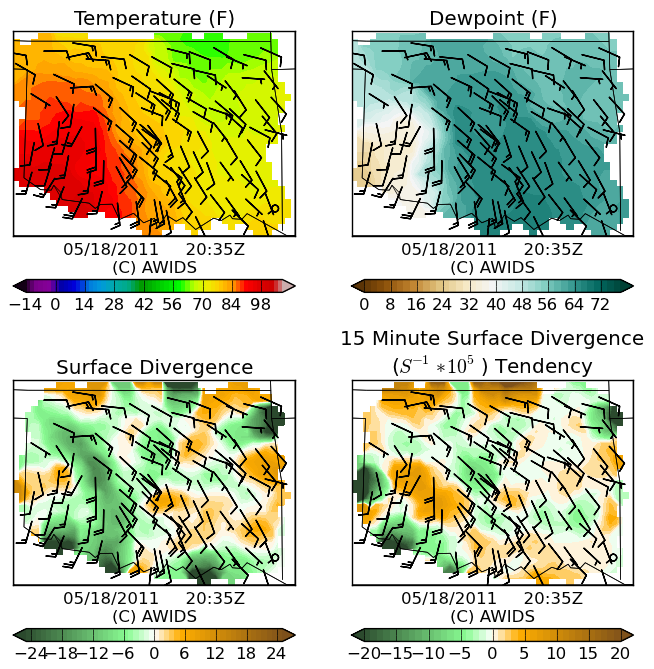 Temperature (F)
Dewpoint (F)
05/18/2011 20:35Z
(C) AWIDS
05/18/2011 20:35Z
(C) AWIDS
−14 0 14 28 42 56 70 84 98
0 8 16 24 32 40 48 56 64 72
Surface Divergence
15 Minute Surface Divergence
(S⁻¹ *10⁵ ) Tendency
05/18/2011 20:35Z
(C) AWIDS
05/18/2011 20:35Z
(C) AWIDS
−24 −18 −12 −6 0 6 12 18 24
−20 −15 −10 −5 0 5 10 15 20